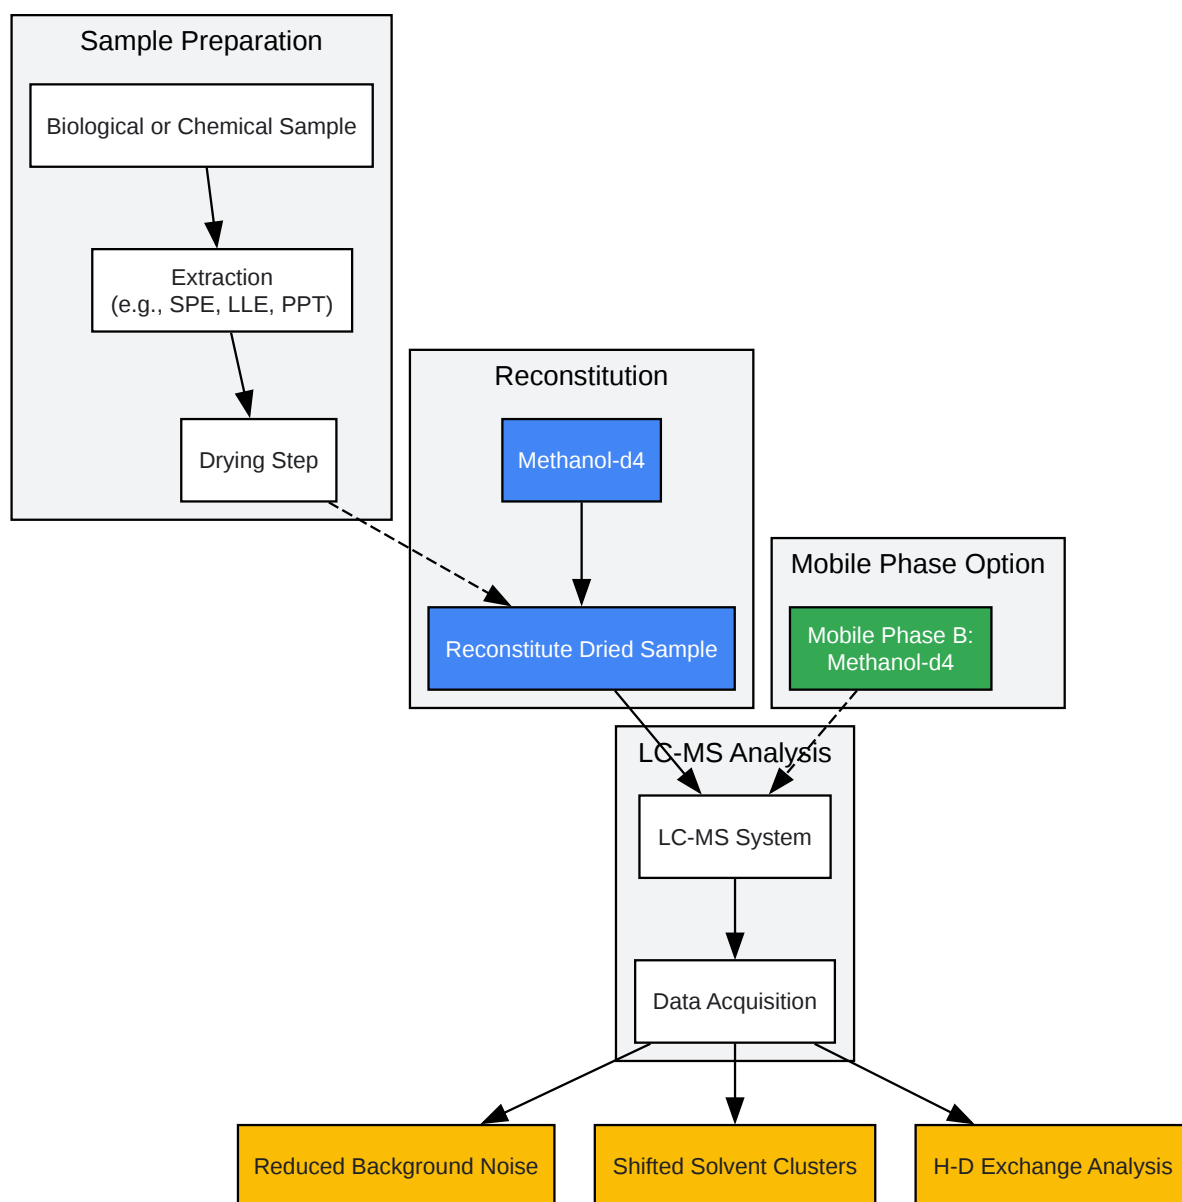 Sample Preparation
Biological or Chemical Sample
Extraction
(e.g., SPE, LLE, PPT)
Drying Step
Reconstitution
Methanol-d4
Reconstitute Dried Sample
Mobile Phase Option
Mobile Phase B:
Methanol-d4
LC-MS Analysis
LC-MS System
Data Acquisition
Reduced Background Noise
Shifted Solvent Clusters
H-D Exchange Analysis